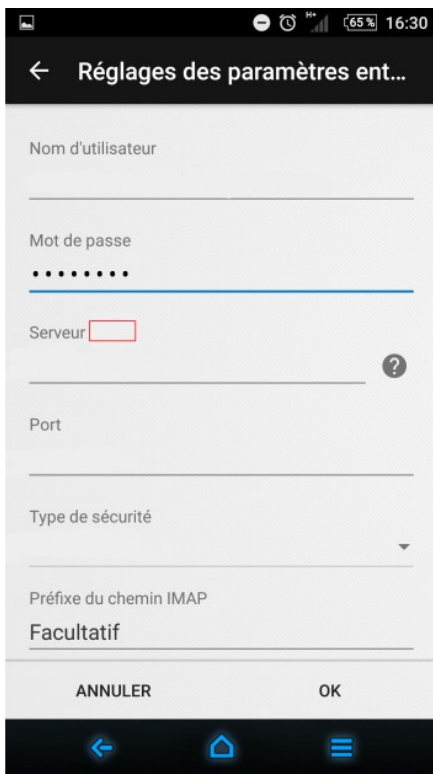 H+ 65% 16:30
Réglages des paramètres ent...
Nom d'utilisateur
Mot de passe
••••••••
Serveur
?
Port
Type de sécurité
Préfixe du chemin IMAP
Facultatif
ANNULER OK